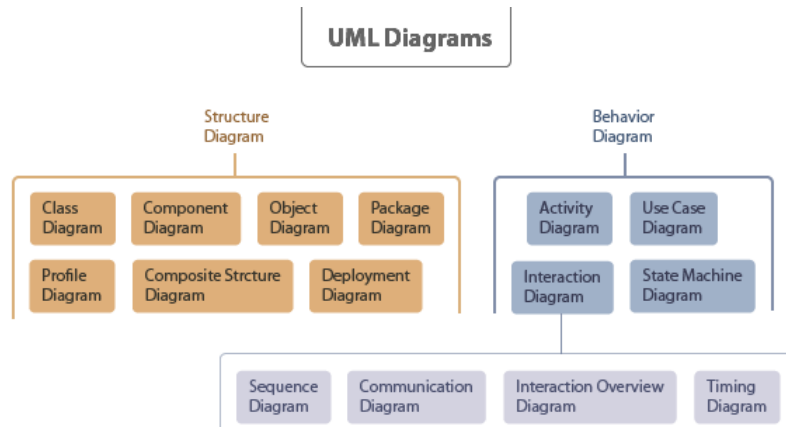 UML Diagrams
Structure
Diagram
Behavior
Diagram
Class
Diagram
Component
Diagram
Object
Diagram
Package
Diagram
Profile
Diagram
Composite Strcture
Diagram
Deployment
Diagram
Activity
Diagram
Use Case
Diagram
Interaction
Diagram
State Machine
Diagram
Sequence
Diagram
Communication
Diagram
Interaction Overview
Diagram
Timing
Diagram